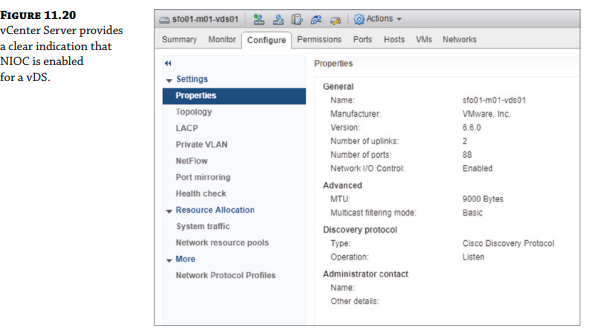 FIGURE 11.20
vCenter Server provides
a clear indication that
NIOC is enabled
for a vDS.
sfo01-m01-vds01 Actions
Summary Monitor Configure Permissions Ports Hosts VMs Networks
Settings
Properties
Topology
LACP
Private VLAN
NetFlow
Port mirroring
Health check
Resource Allocation
System traffic
Network resource pools
More
Network Protocol Profiles
Properties
General
Name: sfo01-m01-vds01
Manufacturer: VMware, Inc.
Version: 6.6.0
Number of uplinks: 2
Number of ports: 88
Network I/O Control: Enabled
Advanced
MTU: 9000 Bytes
Multicast filtering mode: Basic
Discovery protocol
Type: Cisco Discovery Protocol
Operation: Listen
Administrator contact
Name:
Other details: